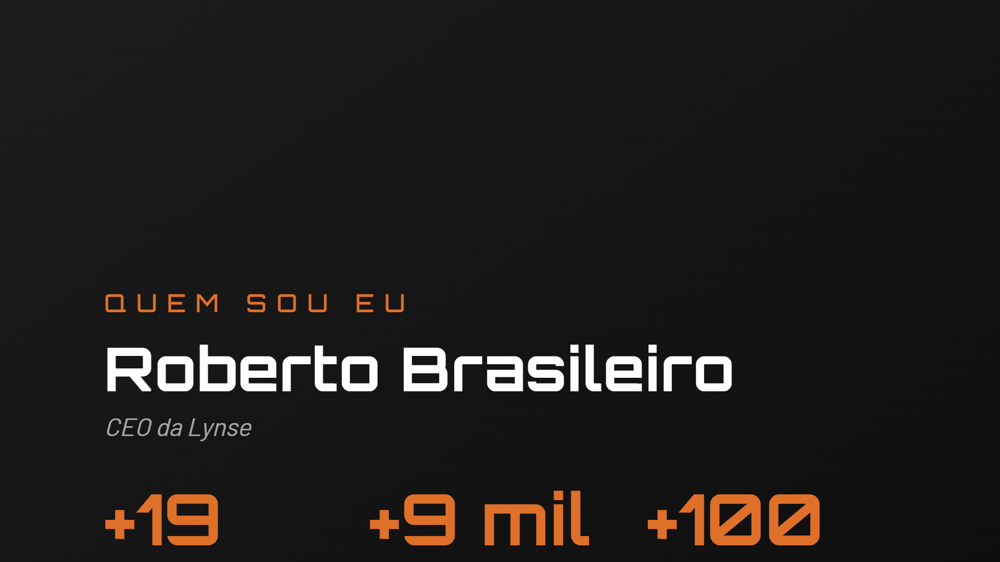 QUEM SOU EU
Roberto Brasileiro
CEO da Lynse
+19 +9 mil +100